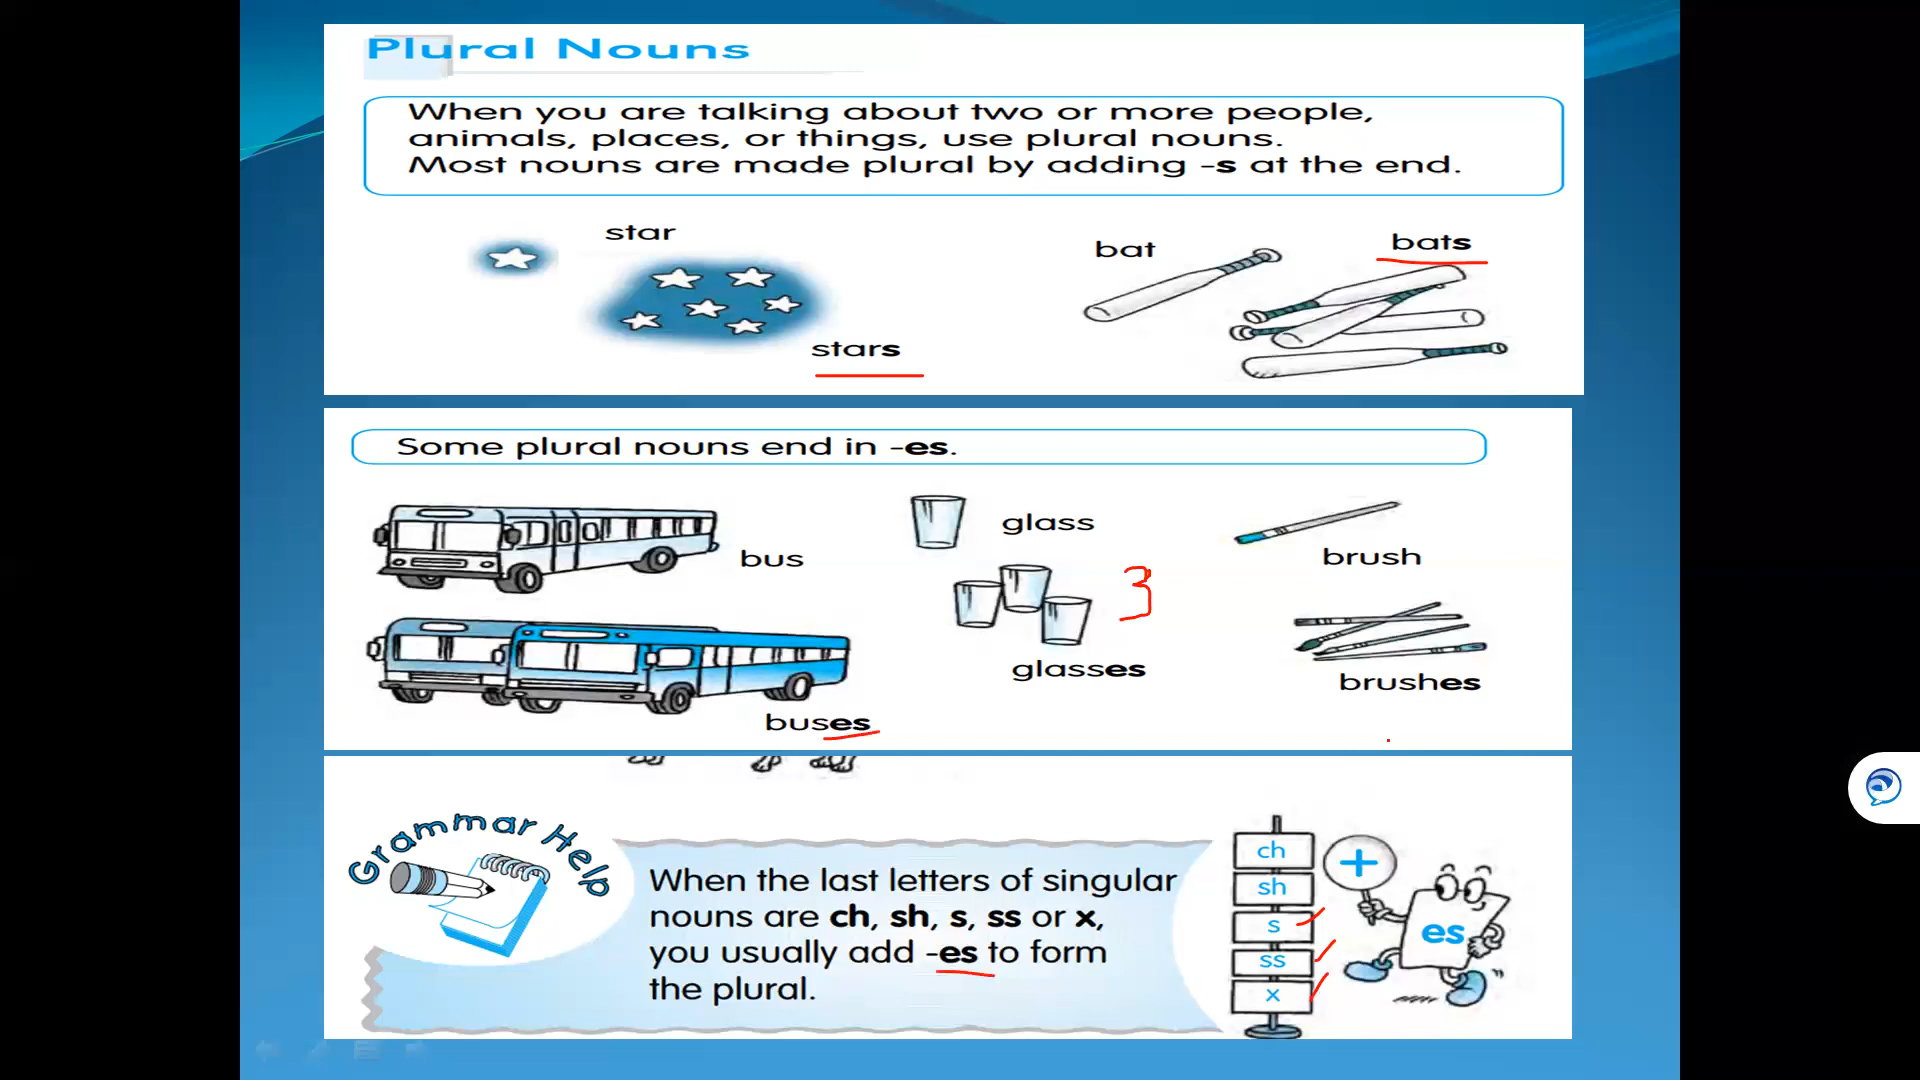 Plural Nouns
When you are talking about two or more people,
animals, places, or things, use plural nouns.
Most nouns are made plural by adding -s at the end.
star
stars
bat
bats
Some plural nouns end in -es.
bus
buses
glass
3
glasses
brush
brushes
Grammar Help
When the last letters of singular
nouns are ch, sh, s, ss or x,
you usually add -es to form
the plural.
ch
sh
s
ss
x
+
es